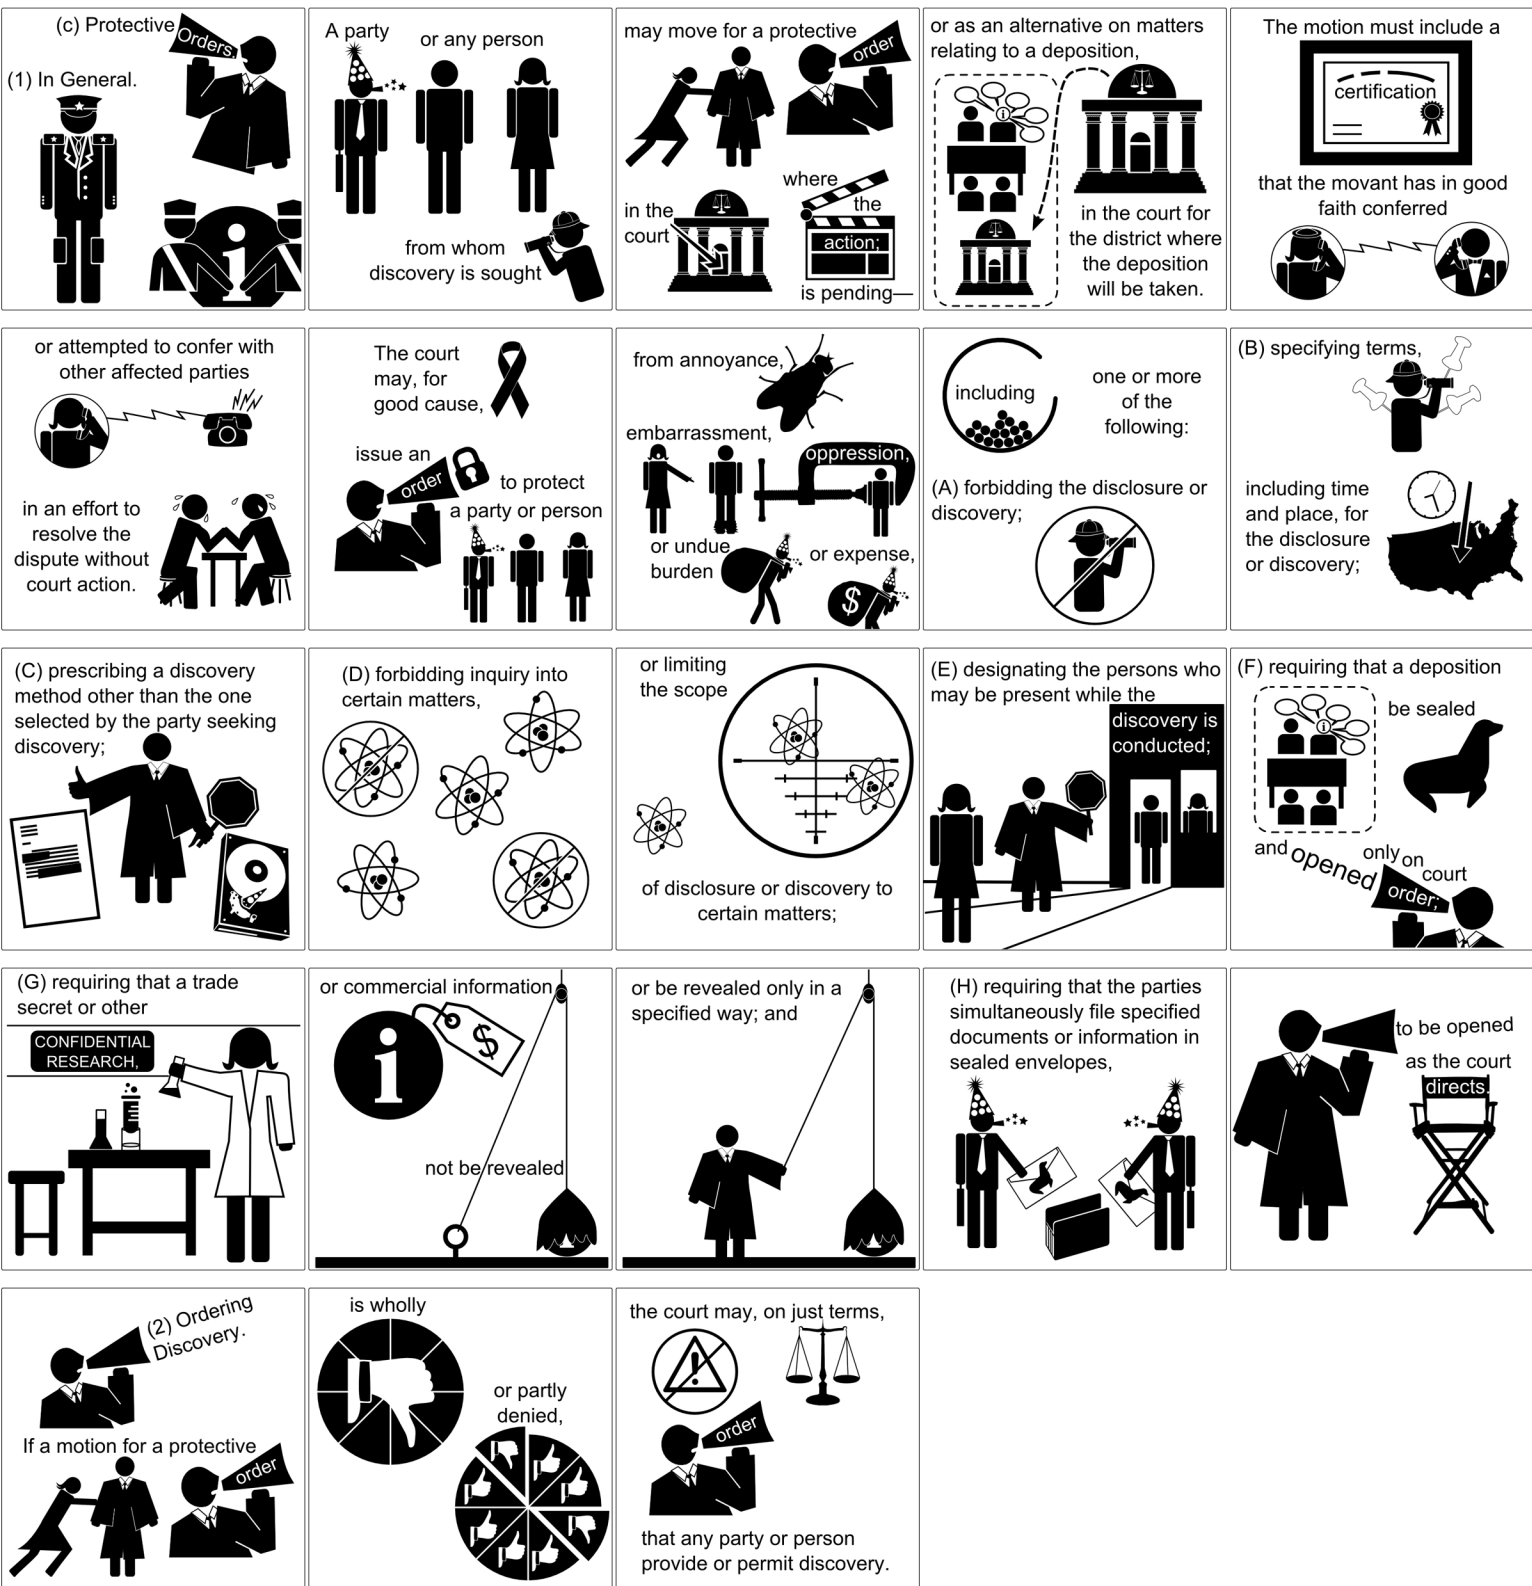 (c) Protective
Orders.
(1) In General.
A party
or any person
from whom
discovery is sought
may move for a protective
order
in the
court
where
the
action;
is pending—
or as an alternative on matters
relating to a deposition,
in the court for
the district where
the deposition
will be taken.
The motion must include a
certification
that the movant has in good
faith conferred
or attempted to confer with
other affected parties
in an effort to
resolve the
dispute without
court action.
The court
may, for
good cause,
issue an
order
to protect
a party or person
from annoyance,
embarrassment,
oppression,
or undue
burden
or expense,
including
one or more
of the
following:
(A) forbidding the disclosure or
discovery;
(B) specifying terms,
including time
and place, for
the disclosure
or discovery;
(C) prescribing a discovery
method other than the one
selected by the party seeking
discovery;
(D) forbidding inquiry into
certain matters,
or limiting
the scope
of disclosure or discovery to
certain matters;
(E) designating the persons who
may be present while the
discovery is
conducted;
(F) requiring that a deposition
be sealed
and opened only on
court
order;
(G) requiring that a trade
secret or other
CONFIDENTIAL
RESEARCH,
or commercial information
$
not be revealed
or be revealed only in a
specified way; and
(H) requiring that the parties
simultaneously file specified
documents or information in
sealed envelopes,
to be opened
as the court
directs.
(2) Ordering
Discovery.
If a motion for a protective
order
is wholly
or partly
denied,
the court may, on just terms,
order
that any party or person
provide or permit discovery.